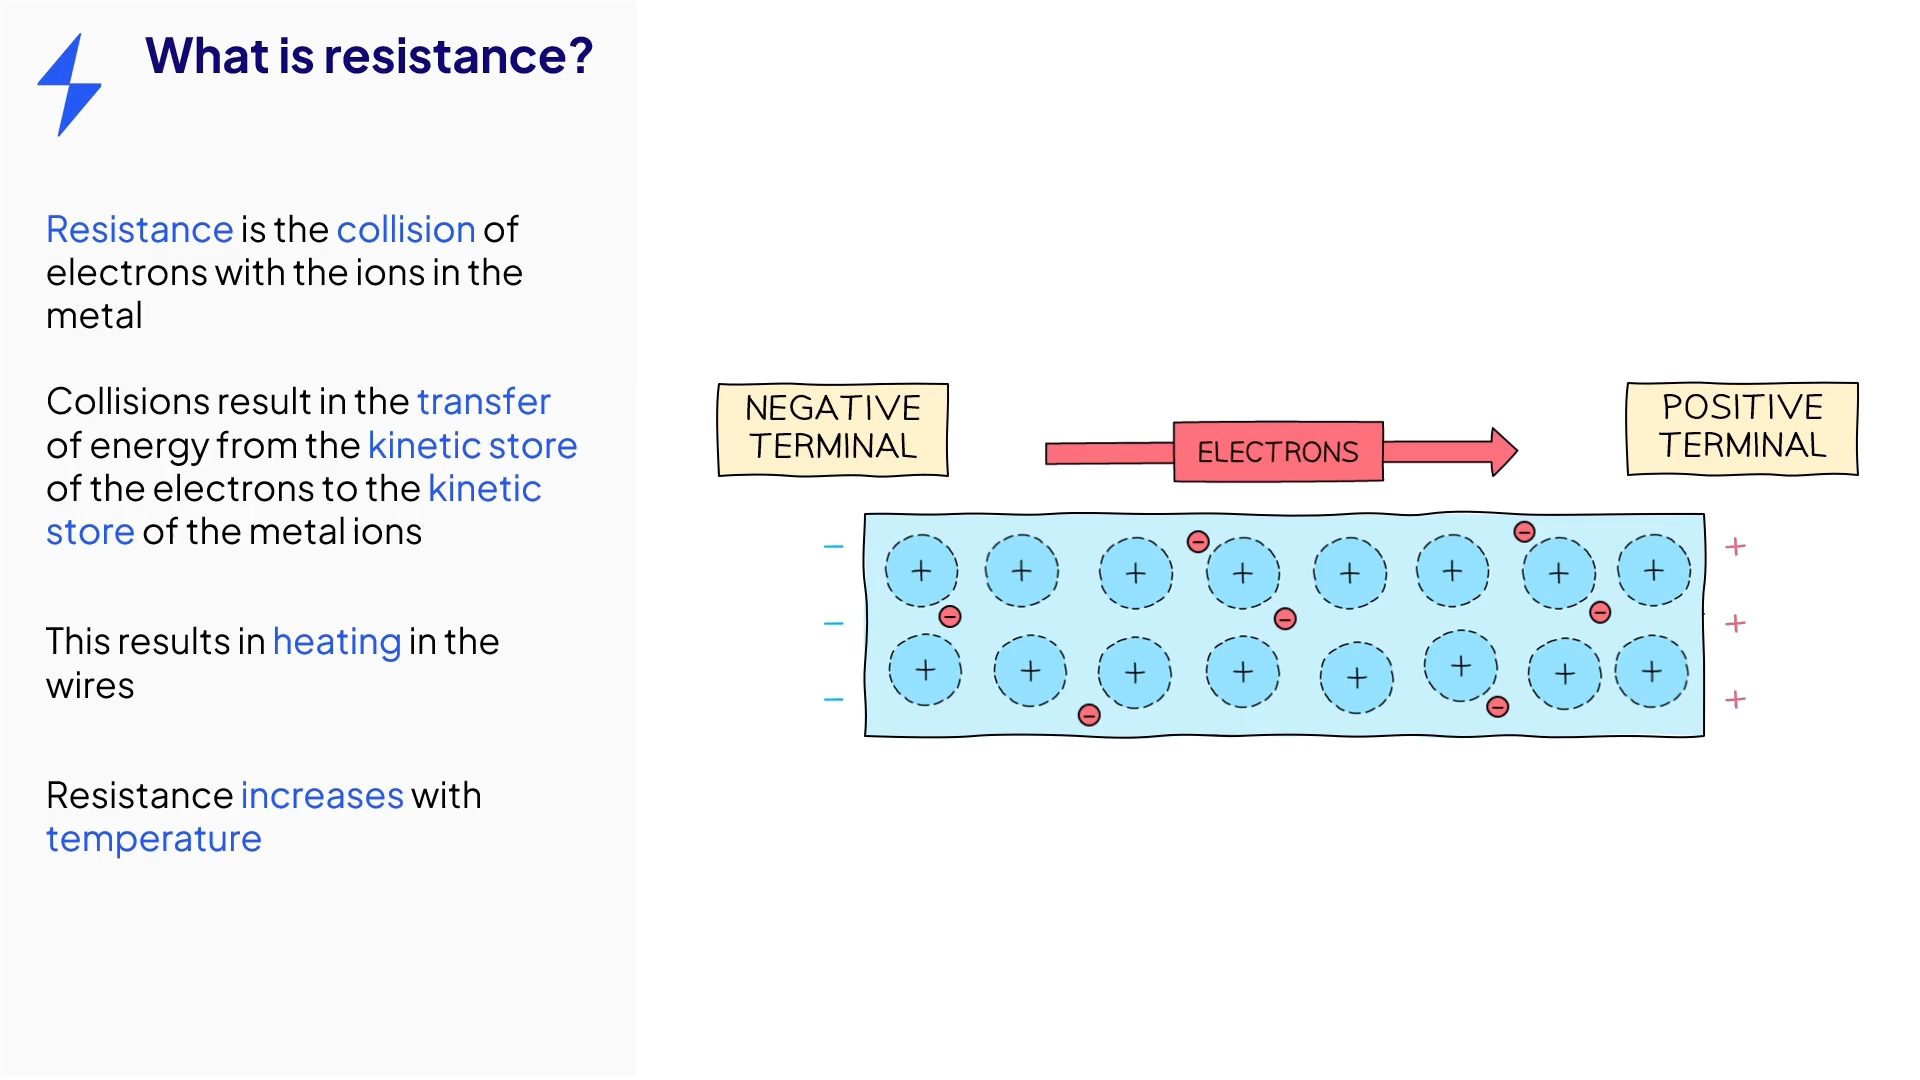 What is resistance?
Resistance is the collision of
electrons with the ions in the
metal
Collisions result in the transfer
of energy from the kinetic store
of the electrons to the kinetic
store of the metal ions
This results in heating in the
wires
Resistance increases with
temperature
NEGATIVE
TERMINAL
ELECTRONS
POSITIVE
TERMINAL
− + + + − + + + − + + +
− − − − +
− + + + + + + + + +
− −